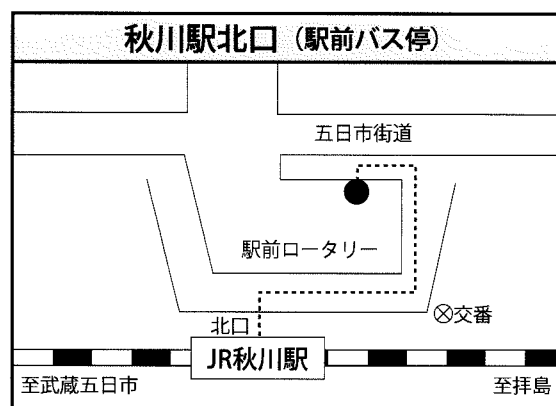 秋川駅北口（駅前バス停）
五日市街道
駅前ロータリー
北口
⊗交番
JR秋川駅
至武蔵五日市
至拝島